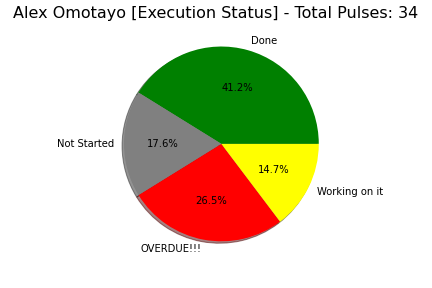 Alex Omotayo [Execution Status] - Total Pulses: 34
Done
41.2%
Not Started
17.6%
14.7%
Working on it
26.5%
OVERDUE!!!